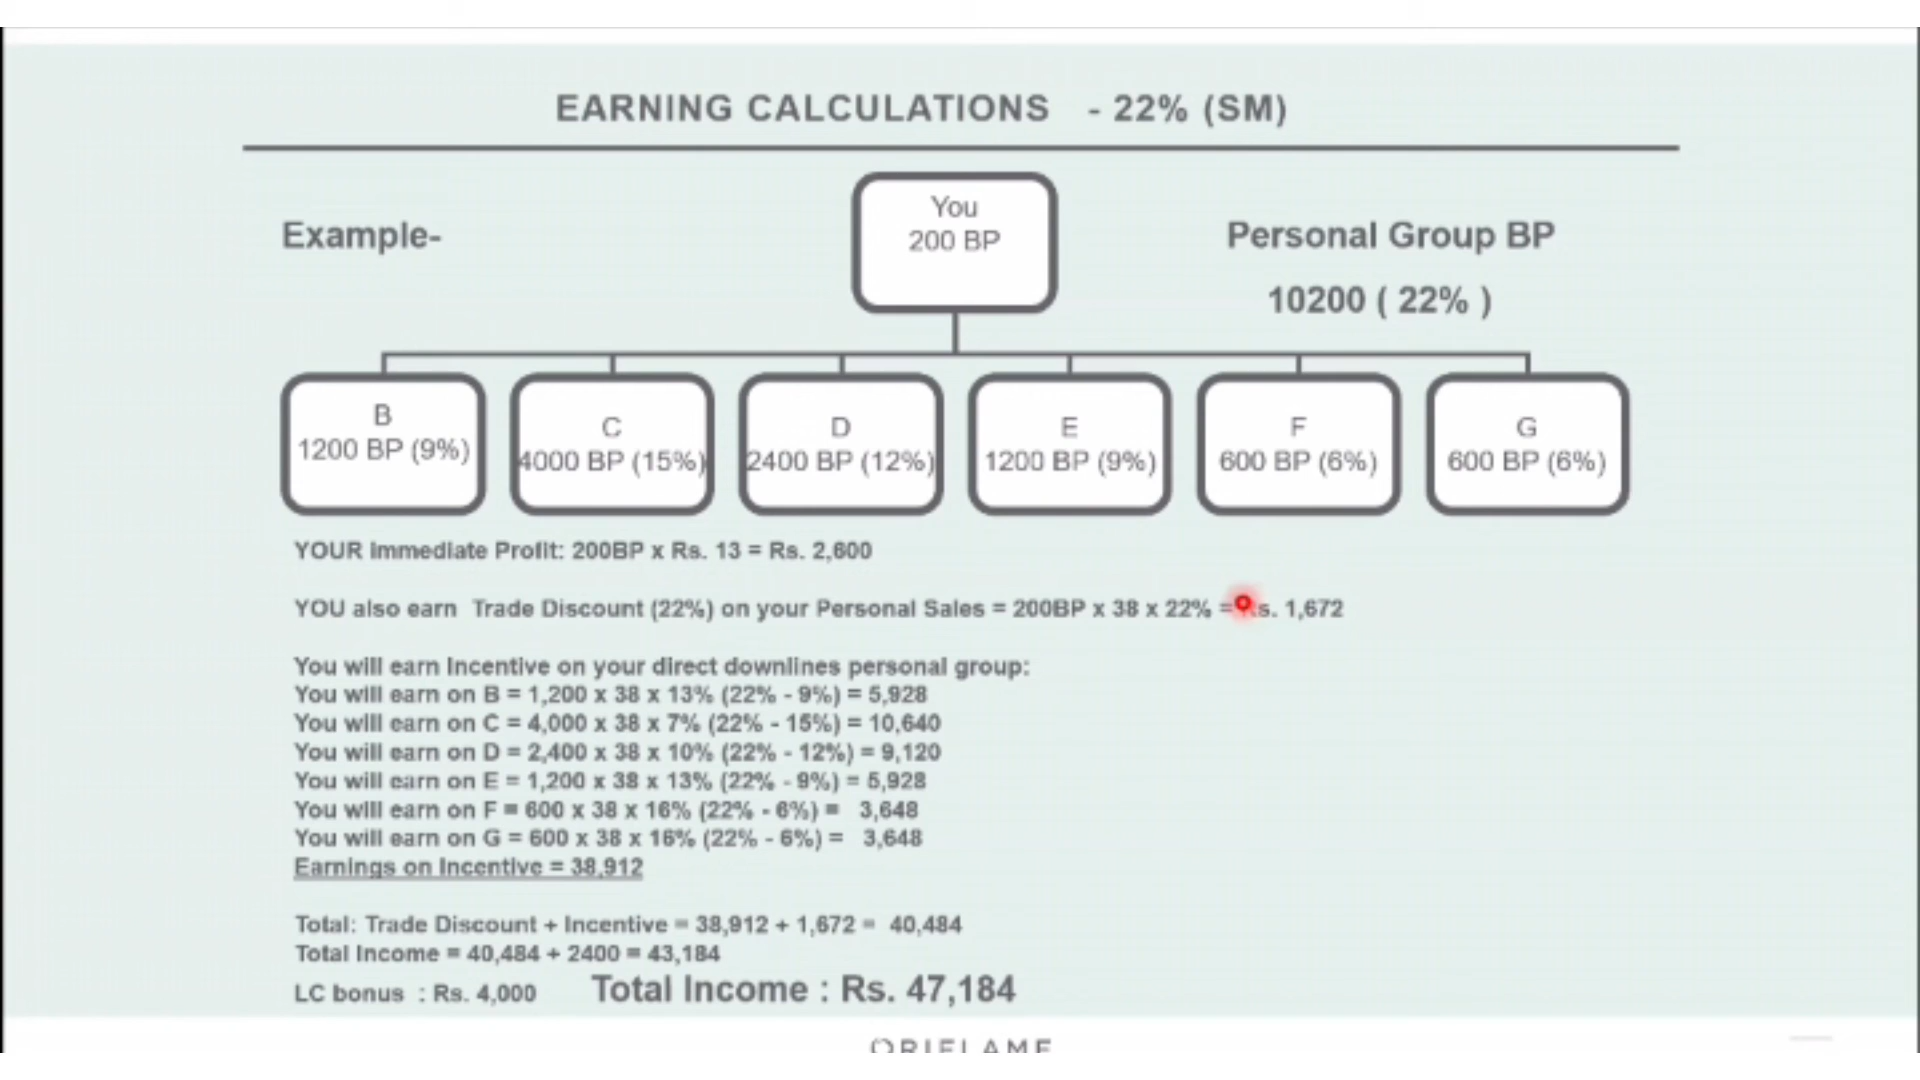 EARNING CALCULATIONS - 22% (SM)
Example-
You
200 BP
Personal Group BP
10200 ( 22% )
B
1200 BP (9%)
C
4000 BP (15%)
D
2400 BP (12%)
E
1200 BP (9%)
F
600 BP (6%)
G
600 BP (6%)
YOUR Immediate Profit: 200BP x Rs. 13 = Rs. 2,600
YOU also earn Trade Discount (22%) on your Personal Sales = 200BP x 38 x 22% = Rs. 1,672
You will earn Incentive on your direct downlines personal group:
You will earn on B = 1,200 x 38 x 13% (22% - 9%) = 5,928
You will earn on C = 4,000 x 38 x 7% (22% - 15%) = 10,640
You will earn on D = 2,400 x 38 x 10% (22% - 12%) = 9,120
You will earn on E = 1,200 x 38 x 13% (22% - 9%) = 5,928
You will earn on F = 600 x 38 x 16% (22% - 6%) = 3,648
You will earn on G = 600 x 38 x 16% (22% - 6%) = 3,648
Earnings on Incentive = 38,912
Total: Trade Discount + Incentive = 38,912 + 1,672 = 40,484
Total Income = 40,484 + 2400 = 43,184
LC bonus : Rs. 4,000 Total Income : Rs. 47,184
ORIFLAME